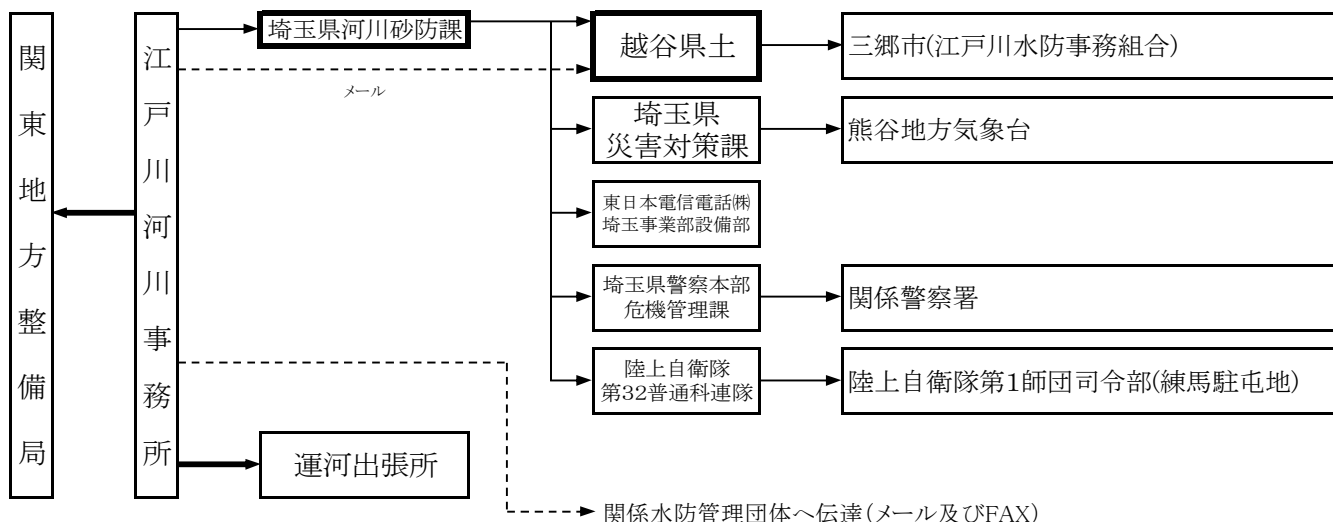 関東地方整備局
江戸川河川事務所
埼玉県河川砂防課
メール
運河出張所
越谷県土
三郷市(江戸川水防事務組合)
埼玉県
災害対策課
熊谷地方気象台
東日本電信電話㈱
埼玉事業部設備部
埼玉県警察本部
危機管理課
関係警察署
陸上自衛隊
第32普通科連隊
陸上自衛隊第1師団司令部(練馬駐屯地)
関係水防管理団体へ伝達(メール及びFAX)